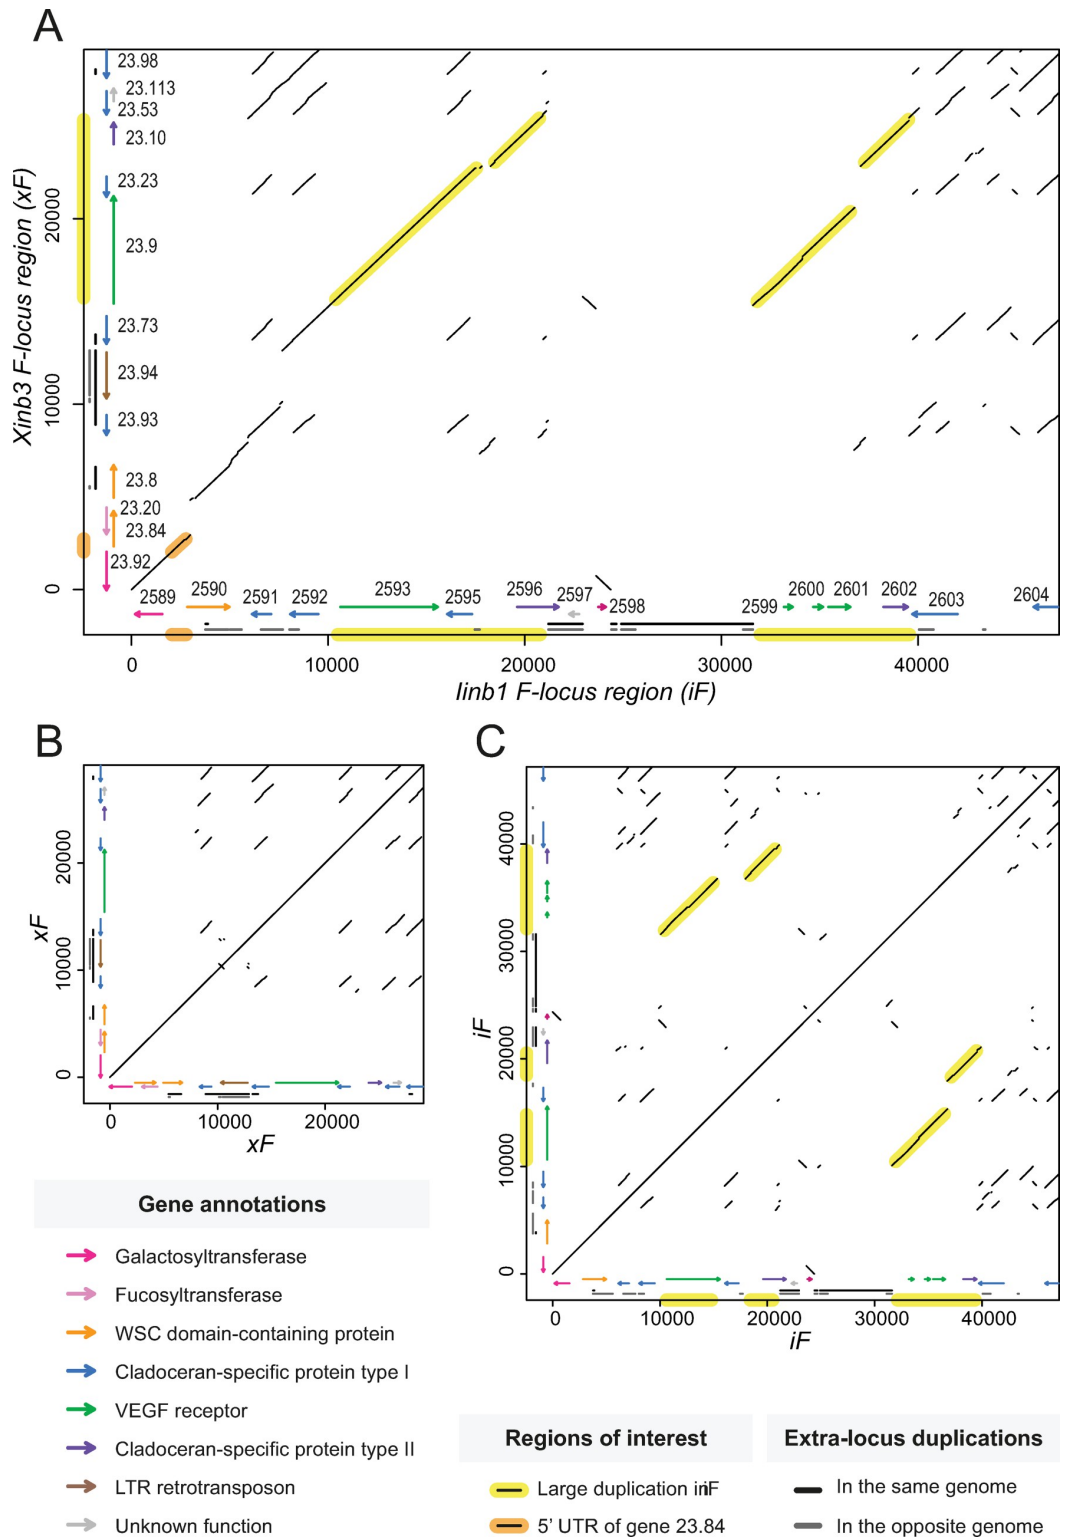 A
23.98
23.113
23.53
23.10
23.23
23.9
23.73
23.94
23.93
23.8
23.20
23.84
23.92
Xinb3 F-locus region (xF)
20000
10000
0
2589 2590 2591 2592 2593 2595 2596 2597 2598 2599 2600 2601 2602 2603 2604
0 10000 20000 30000 40000
Iinb1 F-locus region (iF)
B
xF
20000
10000
0
0 10000 20000
xF
C
iF
40000
30000
20000
10000
0
0 10000 20000 30000 40000
iF
Gene annotations
Galactosyltransferase
Fucosyltransferase
WSC domain-containing protein
Cladoceran-specific protein type I
VEGF receptor
Cladoceran-specific protein type II
LTR retrotransposon
Unknown function
Regions of interest
Large duplication in iF
5' UTR of gene 23.84
Extra-locus duplications
In the same genome
In the opposite genome